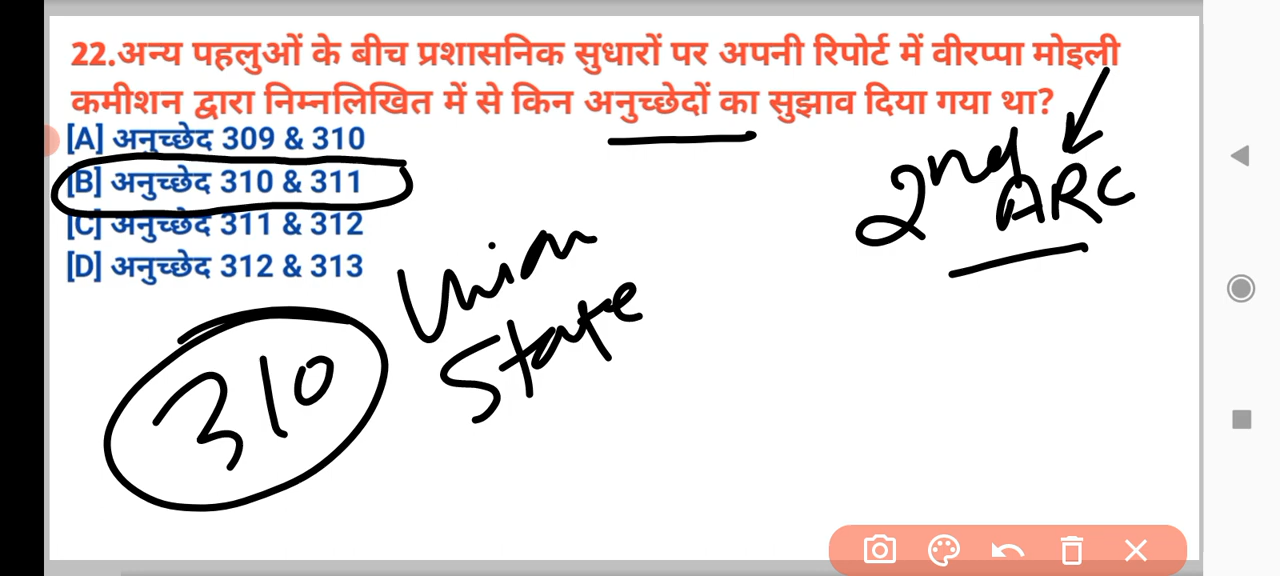 22.अन्य पहलुओं के बीच प्रशासनिक सुधारों पर अपनी रिपोर्ट में वीरप्पा मोइली
कमीशन द्वारा निम्नलिखित में से किन अनुच्छेदों का सुझाव दिया गया था?
[A] अनुच्छेद 309 & 310
[B] अनुच्छेद 310 & 311
[C] अनुच्छेद 311 & 312
[D] अनुच्छेद 312 & 313
2nd
ARC
Union
State
310